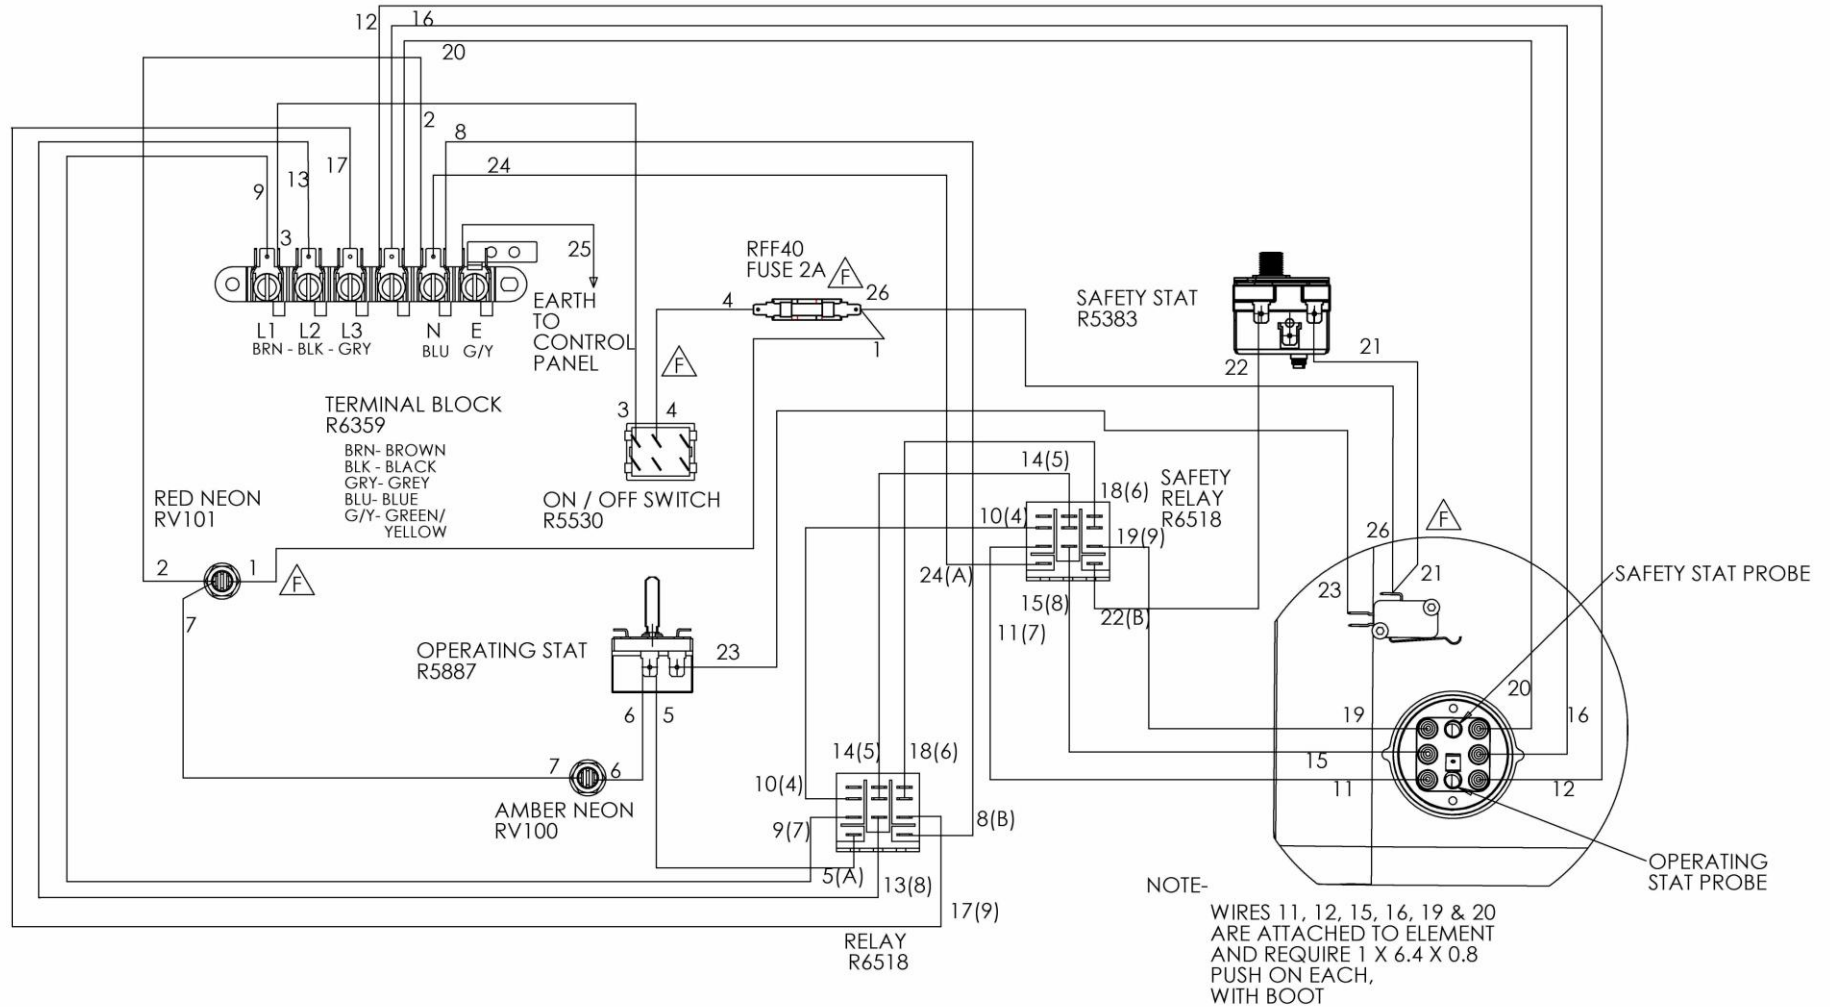 12
16
20
2
8
24
17
13
9
3
25
EARTH
TO
CONTROL
PANEL
L1 L2 L3 N E
BRN - BLK - GRY BLU G/Y
TERMINAL BLOCK
R6359
BRN- BROWN
BLK - BLACK
GRY- GREY
BLU- BLUE
G/Y- GREEN/
YELLOW
RFF40
FUSE 2A
F
4
26
1
F
3 4
ON / OFF SWITCH
R5530
SAFETY STAT
R5383
22
21
RED NEON
RV101
2
1
F
7
OPERATING STAT
R5887
23
6 5
7
6
AMBER NEON
RV100
14(5)
18(6)
SAFETY
RELAY
R6518
10(4)
19(9)
24(A)
15(8)
22(B)
11(7)
14(5)
18(6)
10(4)
9(7)
8(B)
5(A)
13(8)
17(9)
RELAY
R6518
26
F
21
23
SAFETY STAT PROBE
20
19
16
15
11
12
OPERATING
STAT PROBE
NOTE-
WIRES 11, 12, 15, 16, 19 & 20
ARE ATTACHED TO ELEMENT
AND REQUIRE 1 X 6.4 X 0.8
PUSH ON EACH,
WITH BOOT